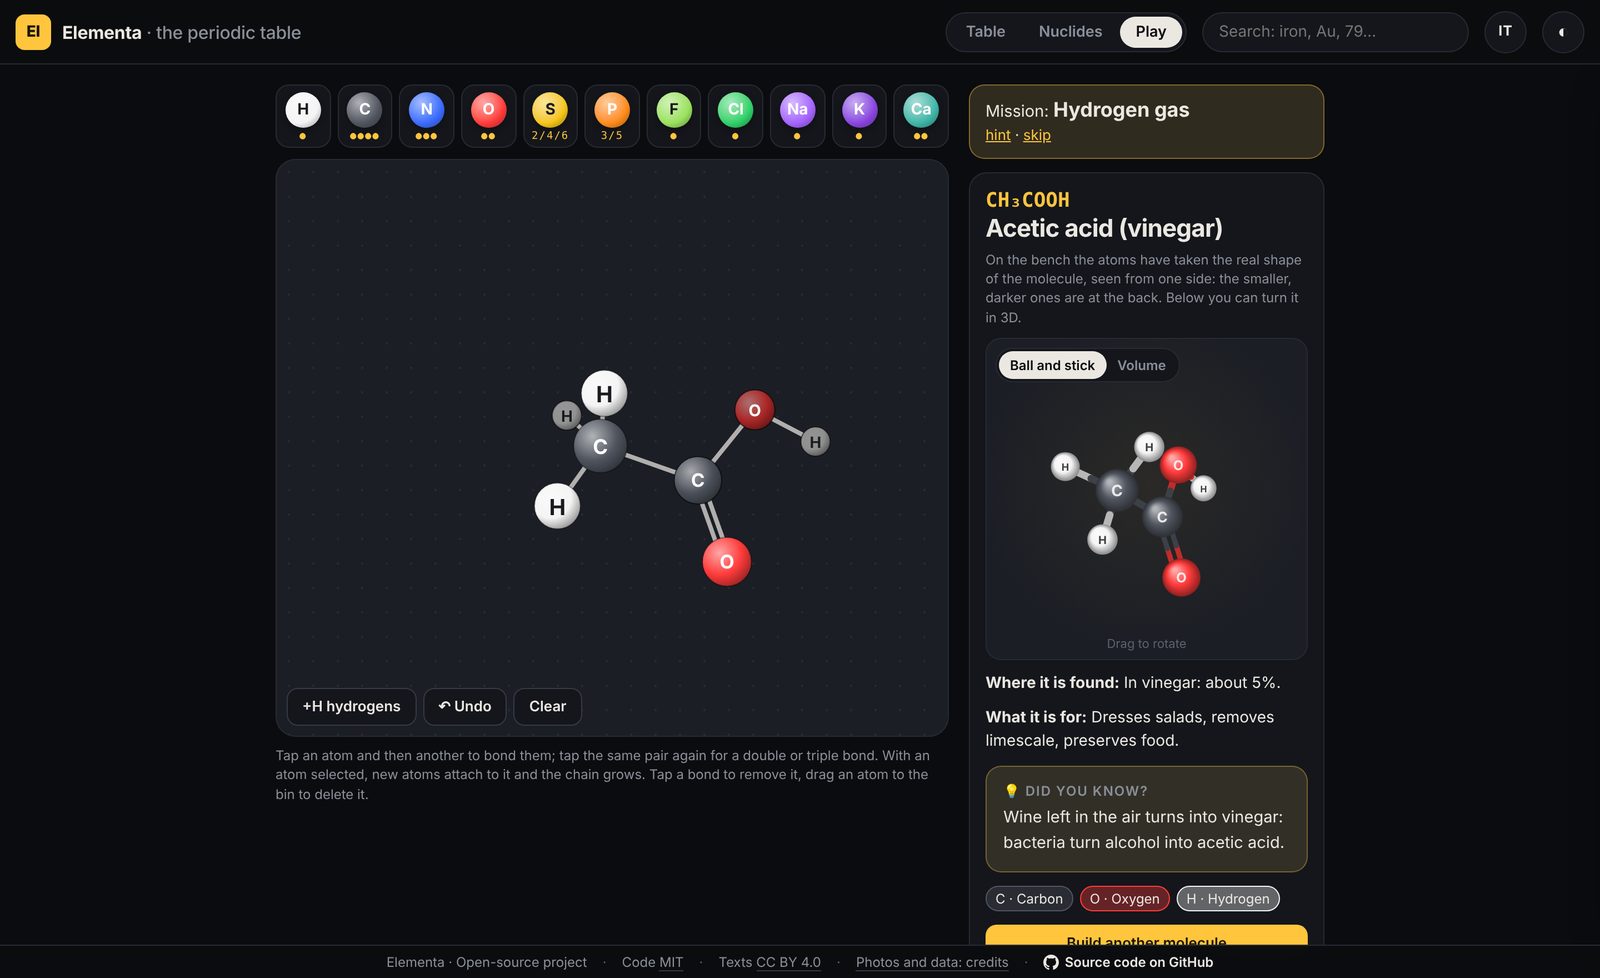 El Elementa · the periodic table
Table Nuclides Play
Search: iron, Au, 79...
IT
H C N O S P F Cl Na K Ca
2/4/6 3/5
Mission: Hydrogen gas
hint · skip
CH₃COOH
Acetic acid (vinegar)
On the bench the atoms have taken the real shape
of the molecule, seen from one side: the smaller,
darker ones are at the back. Below you can turn it
in 3D.
Ball and stick Volume
H
H
C
H
C
O
H
O
H
H
O
H
C
C
H
O
Drag to rotate
+H hydrogens ↶ Undo Clear
Tap an atom and then another to bond them; tap the same pair again for a double or triple bond. With an
atom selected, new atoms attach to it and the chain grows. Tap a bond to remove it, drag an atom to the
bin to delete it.
Where it is found: In vinegar: about 5%.
What it is for: Dresses salads, removes
limescale, preserves food.
💡 DID YOU KNOW?
Wine left in the air turns into vinegar:
bacteria turn alcohol into acetic acid.
C · Carbon O · Oxygen H · Hydrogen
Build another molecule
Elementa · Open-source project · Code MIT · Texts CC BY 4.0 · Photos and data: credits · Source code on GitHub